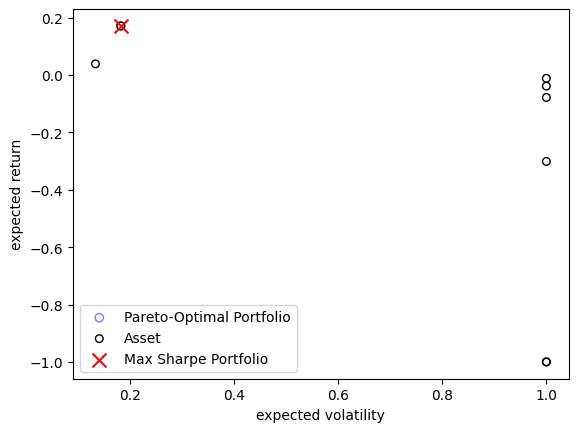 0.2
0.0
−0.2
−0.4
−0.6
−0.8
−1.0
expected return
Pareto-Optimal Portfolio
Asset
Max Sharpe Portfolio
0.2 0.4 0.6 0.8 1.0
expected volatility